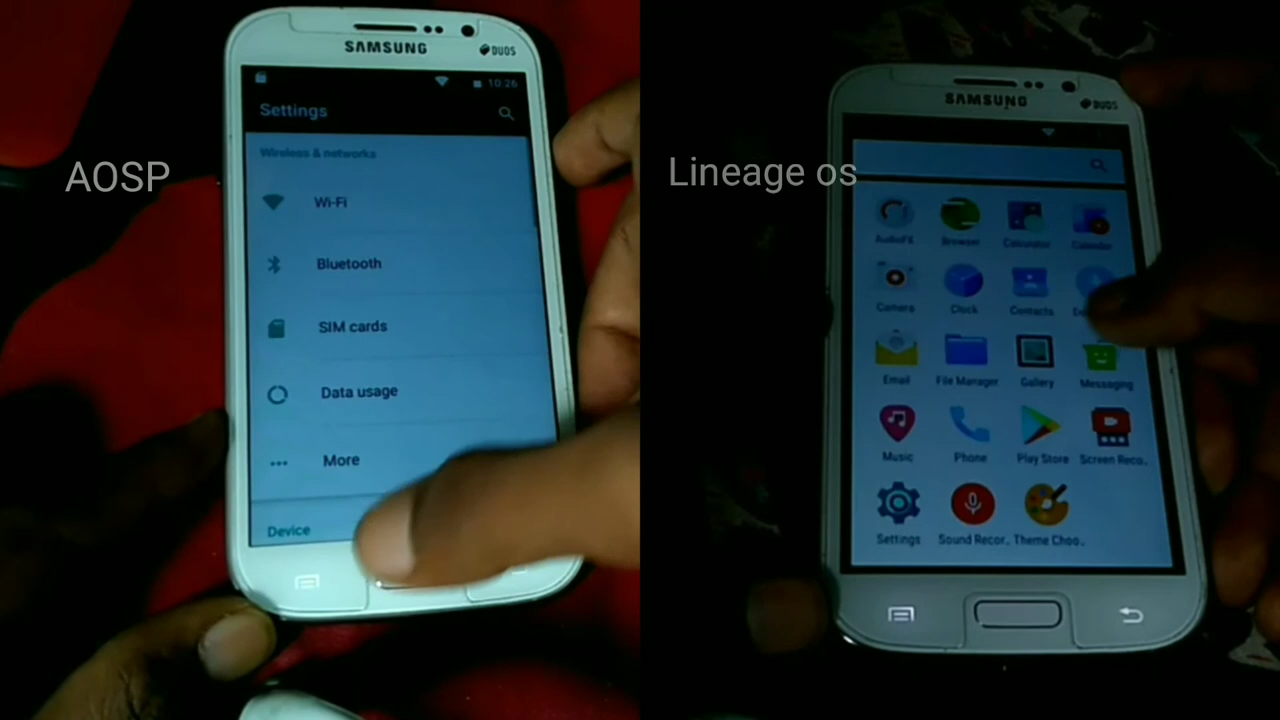 SAMSUNG
DUOS
10:26
Settings
AOSP
Wireless & networks
Wi-Fi
Bluetooth
SIM cards
Data usage
More
Device
SAMSUNG
DUOS
Lineage os
AudioFX Browser Calculator Calendar
Camera Clock Contacts
Email File Manager Gallery Messaging
Music Phone Play Store Screen Reco..
Settings Sound Recor.. Theme Choo..